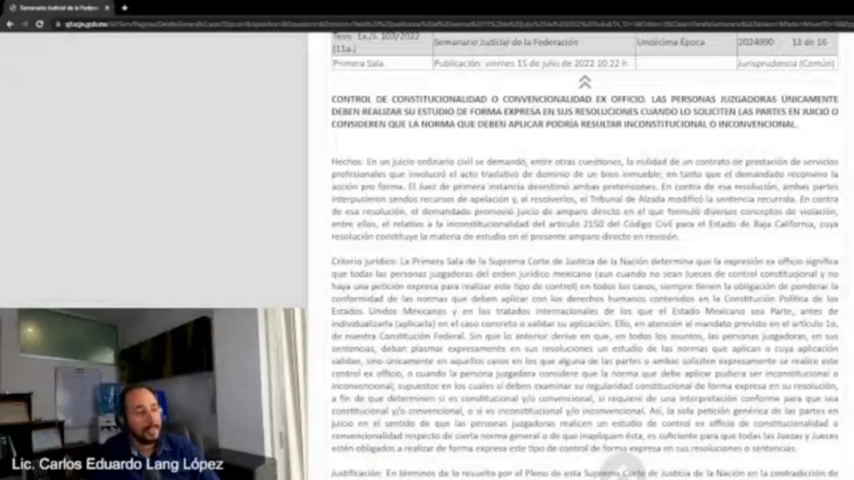 Semanario Judicial de la Federac
Tesis: 1a./J. 103/2022
(11a.)
Semanario Judicial de la Federación
Undécima Época
2024990
13 de 16
Primera Sala
Publicación: viernes 15 de julio de 2022 10:22 h
Jurisprudencia (Común)
CONTROL DE CONSTITUCIONALIDAD O CONVENCIONALIDAD EX OFFICIO. LAS PERSONAS JUZGADORAS ÚNICAMENTE
DEBEN REALIZAR SU ESTUDIO DE FORMA EXPRESA EN SUS RESOLUCIONES CUANDO LO SOLICITEN LAS PARTES EN JUICIO O
CONSIDEREN QUE LA NORMA QUE DEBEN APLICAR PODRÍA RESULTAR INCONSTITUCIONAL O INCONVENCIONAL.
Hechos: En un juicio ordinario civil se demandó, entre otras cuestiones, la nulidad de un contrato de prestación de servicios
profesionales que involucró el acto traslativo de dominio de un bien inmueble; en tanto que el demandado reconvino la
acción pro forma. El Juez de primera instancia desestimó ambas pretensiones. En contra de esa resolución, ambas partes
interpusieron sendos recursos de apelación y, al resolverlos, el Tribunal de Alzada modificó la sentencia recurrida. En contra
de esa resolución, el demandado promovió juicio de amparo directo en el que formuló diversos conceptos de violación,
entre ellos, el relativo a la inconstitucionalidad del artículo 2150 del Código Civil para el Estado de Baja California, cuya
resolución constituye la materia de estudio en el presente amparo directo en revisión.
Criterio jurídico: La Primera Sala de la Suprema Corte de Justicia de la Nación determina que la expresión ex officio significa
que todas las personas juzgadoras del orden jurídico mexicano (aun cuando no sean Jueces de control constitucional y no
haya una petición expresa para realizar este tipo de control) en todos los casos, siempre tienen la obligación de ponderar la
conformidad de las normas que deben aplicar con los derechos humanos contenidos en la Constitución Política de los
Estados Unidos Mexicanos y en los tratados internacionales de los que el Estado Mexicano sea Parte, antes de
individualizarla (aplicarla) en el caso concreto o validar su aplicación. Ello, en atención al mandato previsto en el artículo 1o.
de nuestra Constitución Federal. Sin que lo anterior derive en que, en todos los asuntos, las personas juzgadoras, en sus
sentencias, deban plasmar expresamente en sus resoluciones un estudio de las normas que aplican o cuya aplicación
validan, sino únicamente en aquellos casos en los que alguna de las partes o ambas soliciten expresamente se realice este
control ex officio, o cuando la persona juzgadora considere que la norma que debe aplicar pudiera ser inconstitucional o
inconvencional; supuestos en los cuales sí deben examinar su regularidad constitucional de forma expresa en su resolución,
a fin de que determinen si es constitucional y/o convencional, si requiere de una interpretación conforme para que sea
constitucional y/o convencional, o si es inconstitucional y/o inconvencional. Así, la sola petición genérica de las partes en
juicio en el sentido de que las personas juzgadoras realicen un estudio de control ex officio de constitucionalidad o
convencionalidad respecto de cierta norma general o de que inapliquen ésta, es suficiente para que todas las Juezas y Jueces
estén obligados a realizar de forma expresa este tipo de control de forma expresa en sus resoluciones o sentencias.
Justificación: En términos de lo resuelto por el Pleno de esta Suprema Corte de Justicia de la Nación en la contradicción de
Lic. Carlos Eduardo Lang López